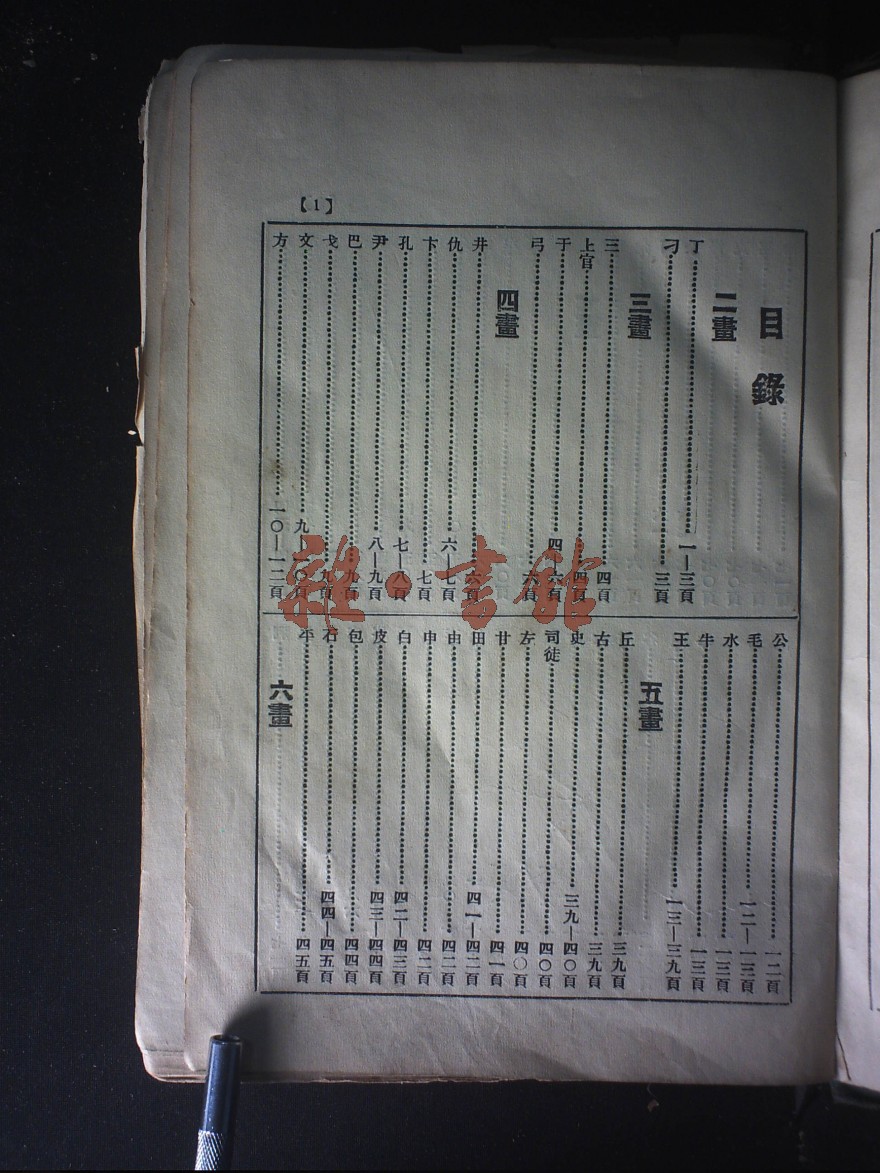 【1】
目錄
二畫
丁 一—三頁
刁 三頁
三畫
三 四頁
上官 四頁
于 四—六頁
弓 六頁
四畫
井 六頁
仇 六—七頁
卞 七頁
孔 七—八頁
尹 八—九頁
巴 九頁
戈 九頁
文 九—一〇頁
方 一〇—一二頁
公 一二頁
毛 一二—一三頁
水 一三頁
牛 一三頁
王 一三—三九頁
五畫
丘 三九頁
古 三九頁
史 三九—四〇頁
司徒 四〇頁
左 四〇頁
甘 四一頁
田 四一—四二頁
由 四二頁
申 四二頁
白 四二—四三頁
皮 四三—四四頁
包 四四頁
石 四四—四五頁
平 四五頁
六畫
雜·書館